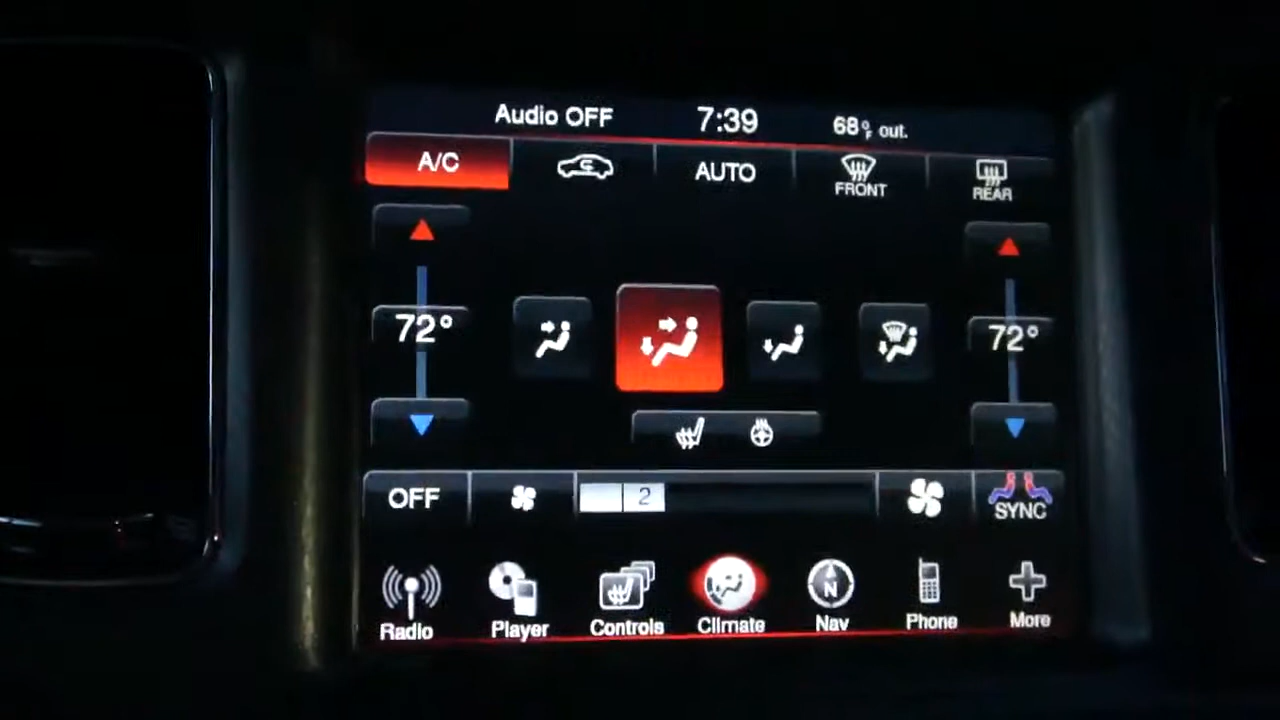 Audio OFF 7:39 68°F out.
A/C AUTO FRONT REAR
72° 72°
OFF 2 SYNC
Radio Player Controls Climate N Nav Phone More